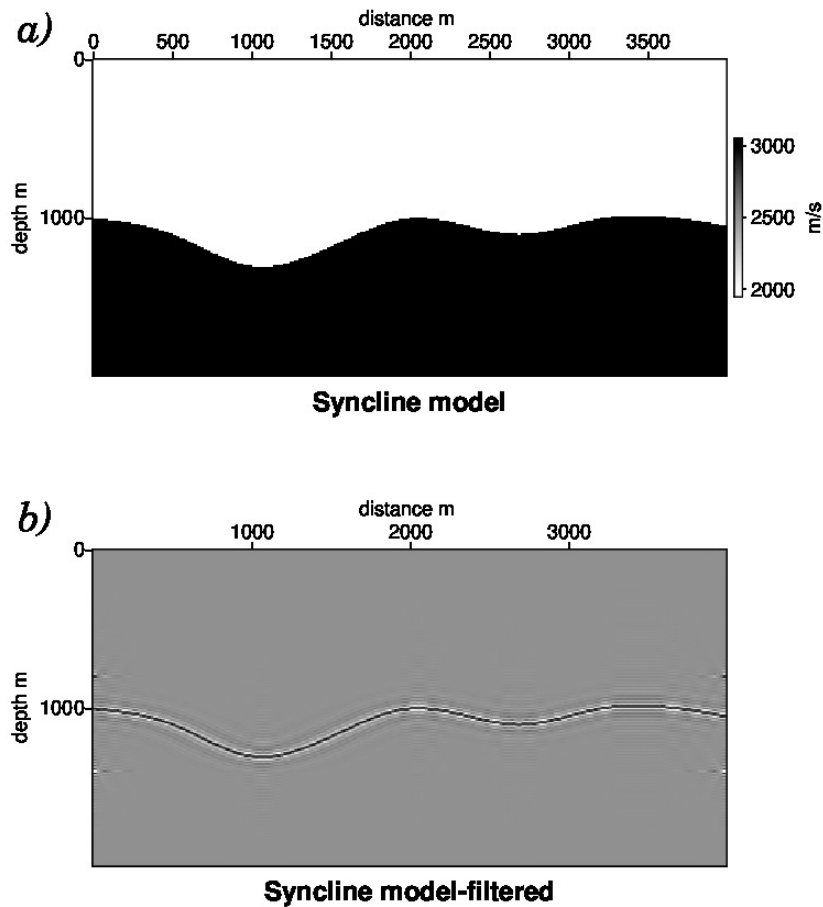 a)
distance m
0 500 1000 1500 2000 2500 3000 3500
0
1000
depth m
3000
2500
2000
m/s
Syncline model
b)
distance m
1000 2000 3000
0
1000
depth m
Syncline model-filtered